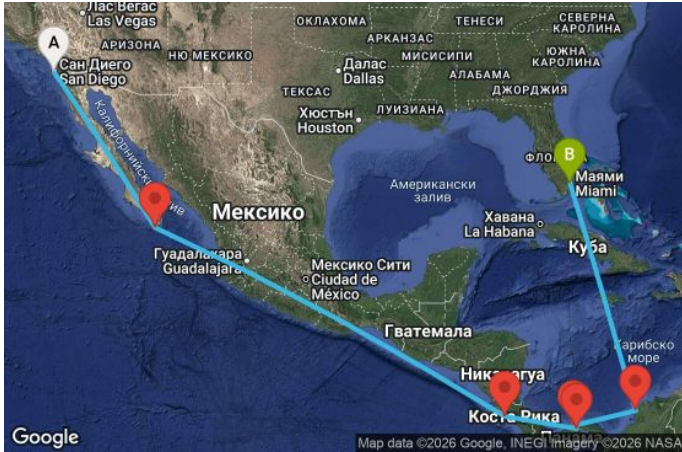 Лас Вегас
Las Vegas
ОКЛАХОМА
ТЕНЕСИ
СЕВЕРНА
КАРОЛИНА
A
АРИЗОНА
АРКАНЗАС
НЮ МЕКСИКО
МИСИСИПИ
ЮЖНА
КАРОЛИНА
Сан Диего
San Diego
Далас
Dallas
АЛАБАМА
ТЕКСАС
ДЖОРДЖИЯ
ЛУИЗИАНА
Хюстън
Houston
Калифорнийски
B
Маями
Miami
Американски
залив
Мексико
Хавана
La Habana
Куба
Гуадалахара
Guadalajara
Мексико Сити
Ciudad de
México
Гватемала
Карибско
море
Никарагуа
Коста Рика
Google
Map data ©2026 Google, INEGI Imagery ©2026 NASA